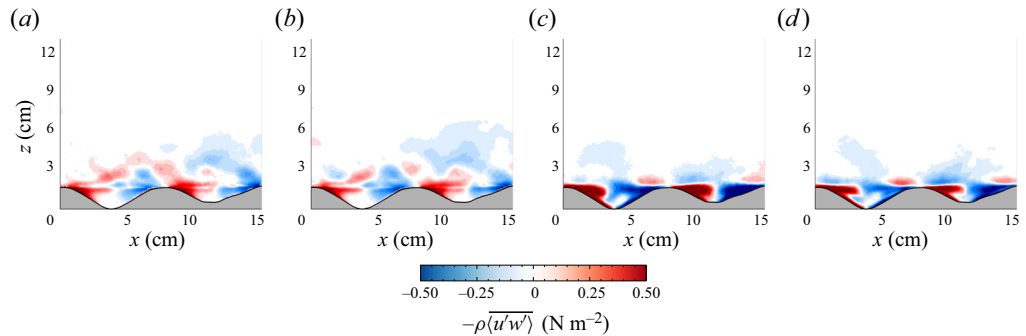 (a) (b) (c) (d)
12 12 12 12
9 9 9 9
z (cm)
6 6 6 6
3 3 3 3
0 5 10 15 0 5 10 15 0 5 10 15 0 5 10 15
x (cm) x (cm) x (cm) x (cm)
–0.50 –0.25 0 0.25 0.50
−ρ⟨u′w′⟩ (N m−2)